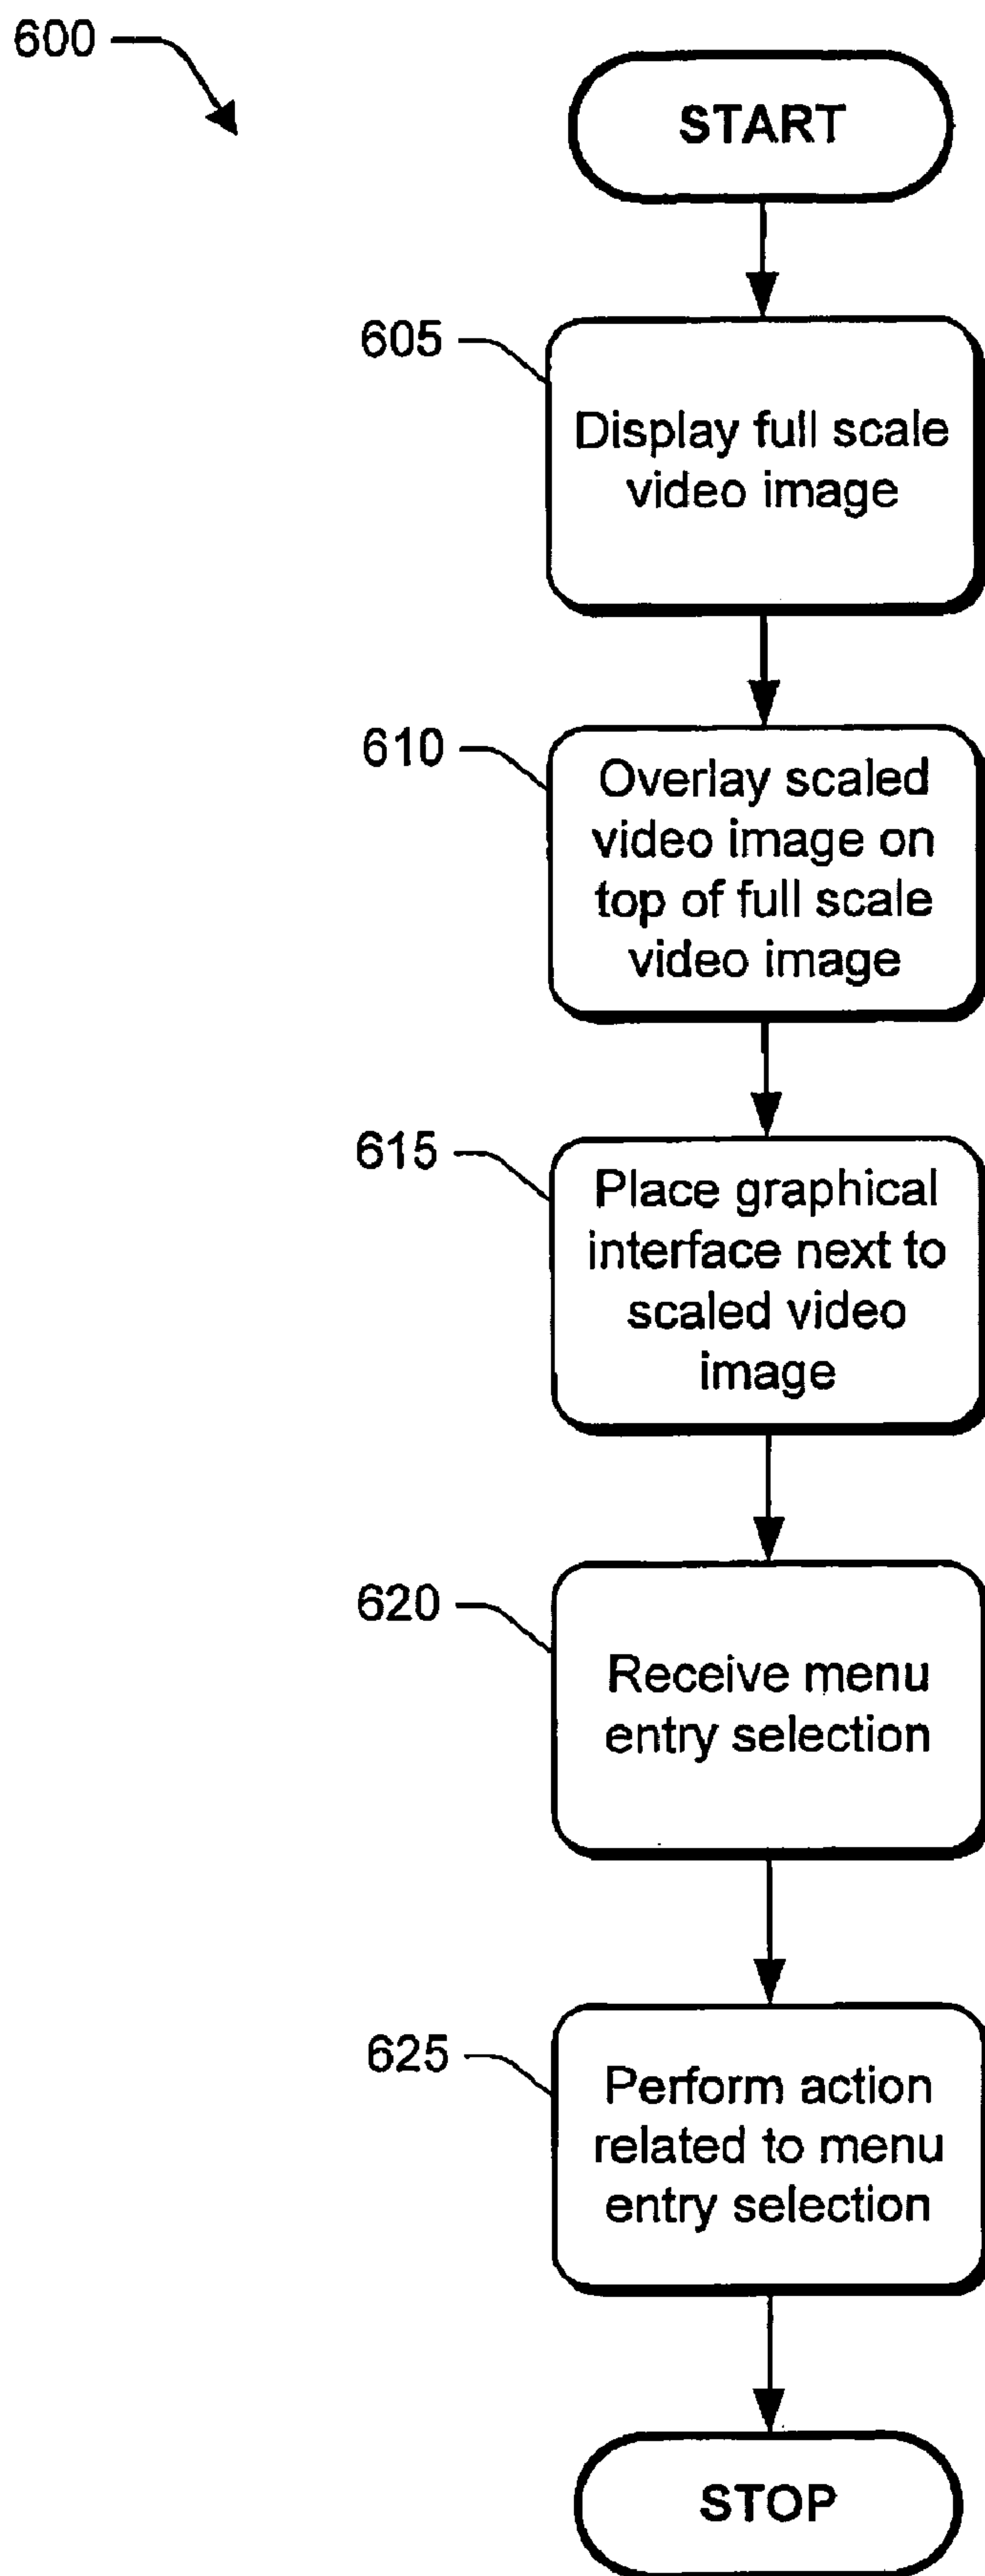 600
START
605
Display full scale
video image
610
Overlay scaled
video image on
top of full scale
video image
615
Place graphical
interface next to
scaled video
image
620
Receive menu
entry selection
625
Perform action
related to menu
entry selection
STOP